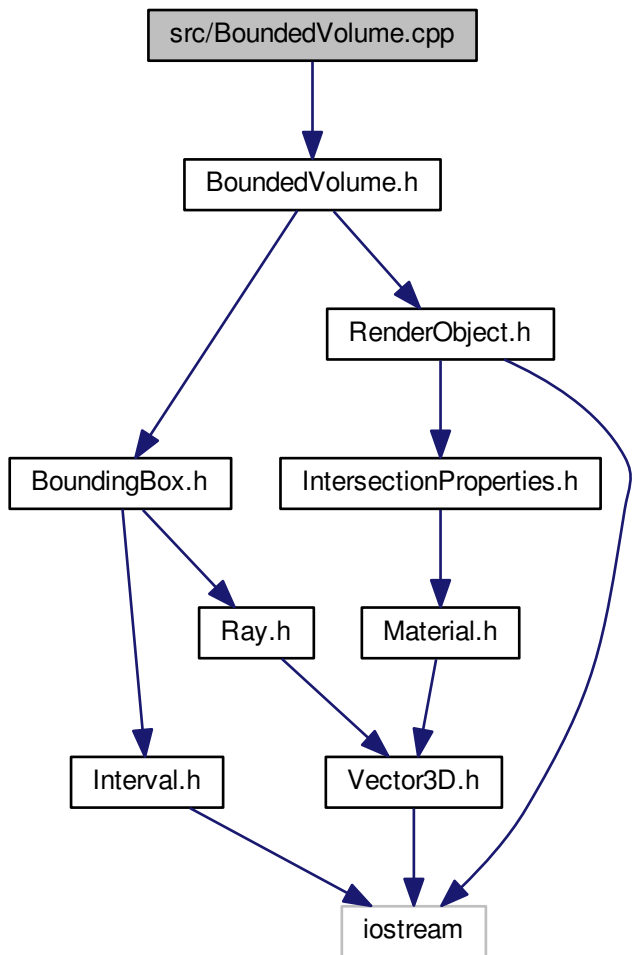 src/BoundedVolume.cpp
BoundedVolume.h
RenderObject.h
BoundingBox.h
IntersectionProperties.h
Ray.h
Material.h
Interval.h
Vector3D.h
iostream